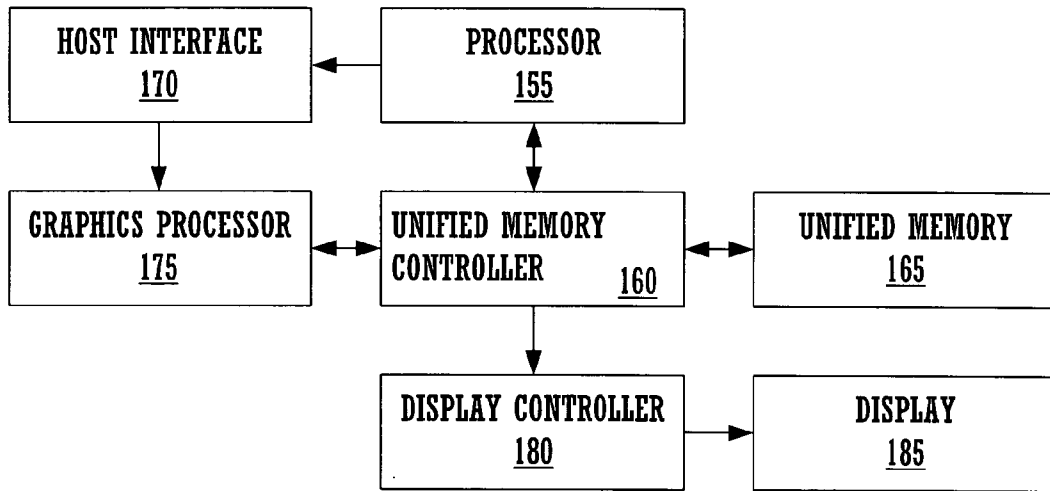 HOST INTERFACE
170
PROCESSOR
155
GRAPHICS PROCESSOR
175
UNIFIED MEMORY
CONTROLLER
160
UNIFIED MEMORY
165
DISPLAY CONTROLLER
180
DISPLAY
185